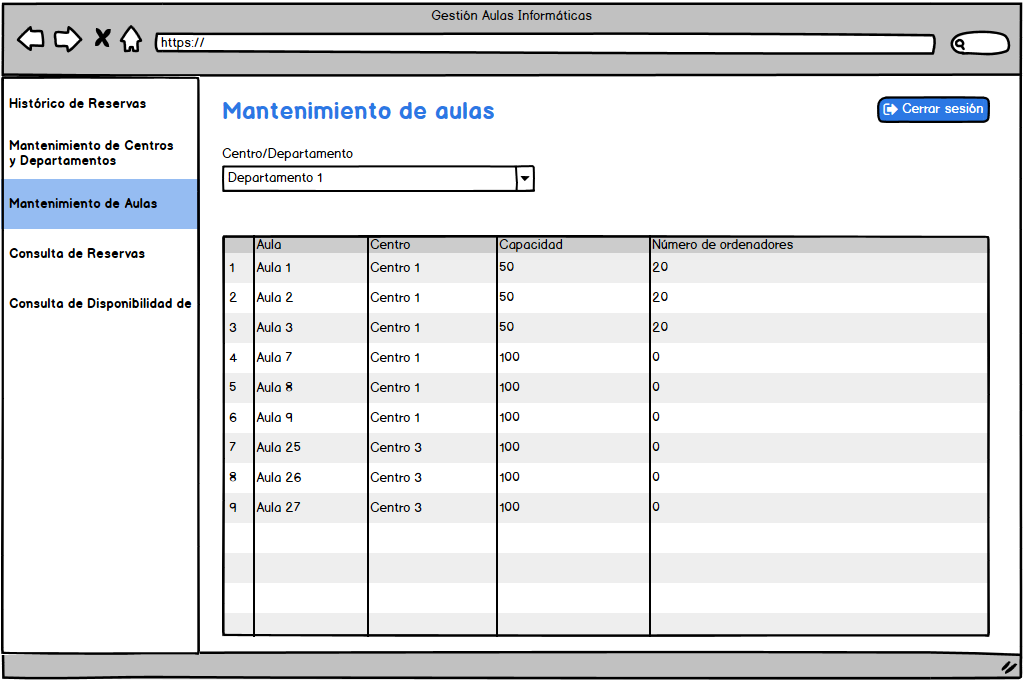 Gestión Aulas Informáticas
https://
Histórico de Reservas
Mantenimiento de Centros
y Departamentos
Mantenimiento de Aulas
Consulta de Reservas
Consulta de Disponibilidad de
Mantenimiento de aulas
Cerrar sesión
Centro/Departamento
Departamento 1
Aula Centro Capacidad Número de ordenadores
1 Aula 1 Centro 1 50 20
2 Aula 2 Centro 1 50 20
3 Aula 3 Centro 1 50 20
4 Aula 7 Centro 1 100 0
5 Aula 8 Centro 1 100 0
6 Aula 9 Centro 1 100 0
7 Aula 25 Centro 3 100 0
8 Aula 26 Centro 3 100 0
9 Aula 27 Centro 3 100 0